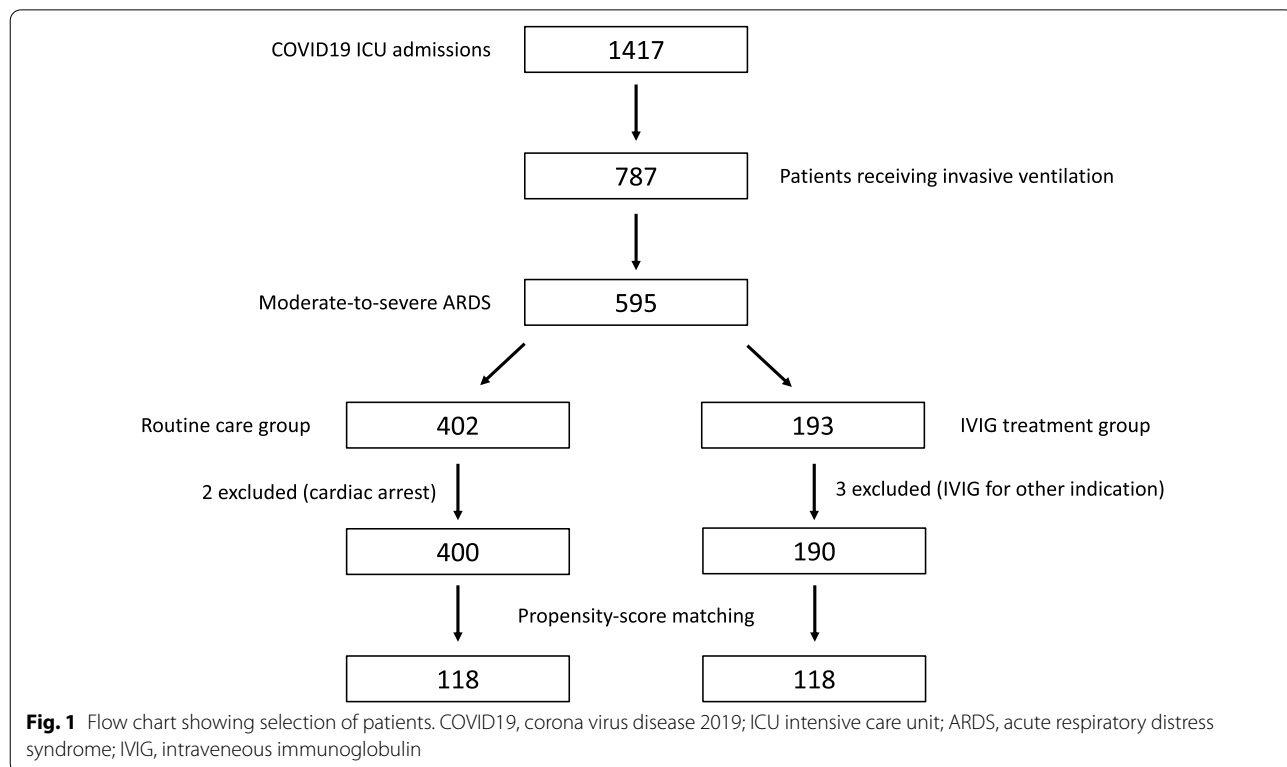 COVID19 ICU admissions
1417
787
Patients receiving invasive ventilation
Moderate-to-severe ARDS
595
Routine care group
402
193
IVIG treatment group
2 excluded (cardiac arrest)
3 excluded (IVIG for other indication)
400
190
Propensity-score matching
118
118
Fig. 1 Flow chart showing selection of patients. COVID19, corona virus disease 2019; ICU intensive care unit; ARDS, acute respiratory distress
syndrome; IVIG, intraveneous immunoglobulin